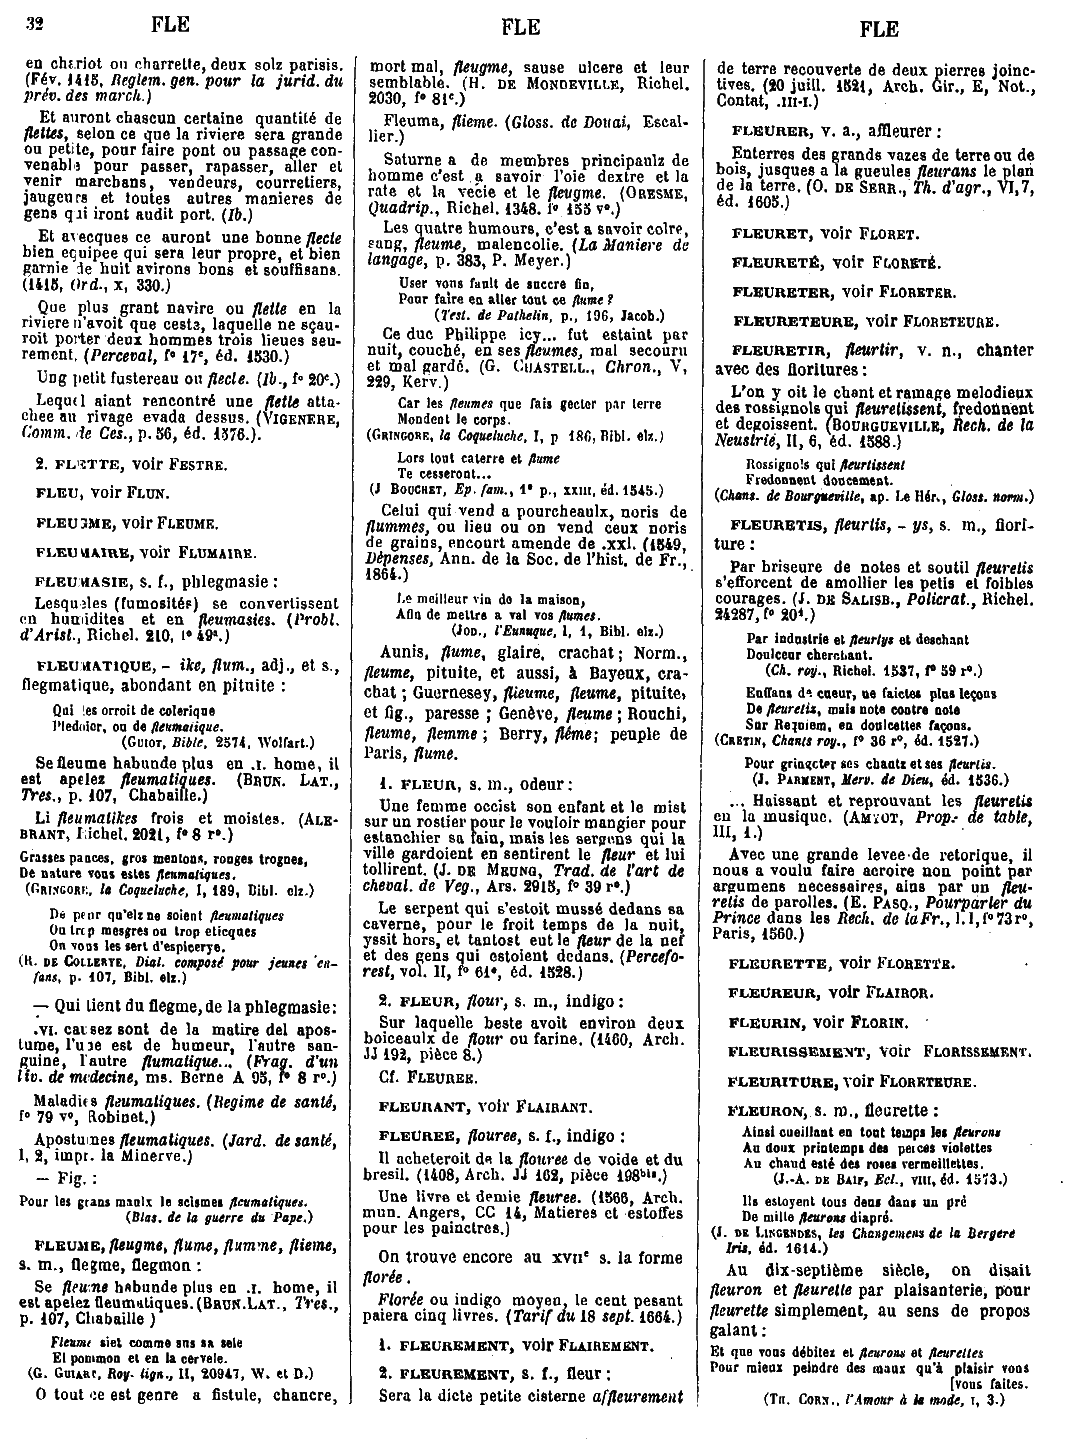 32 FLE FLE FLE
en chariot ou charrette, deux solz parisis.
(Fév. 1415, Reglem. gen. pour la jurid. du
prév. des march.)
Et auront chascun certaine quantité de
flettes, selon ce que la riviere sera grande
ou petite, pour faire pont ou passage con-
venable pour passer, rapasser, aller et
venir marchans, vendeurs, courretiers,
jaugeurs et toutes autres manieres de
gens qui iront audit port. (Ib.)
Et avecques ce auront une bonne flecte
bien equipee qui sera leur propre, et bien
garnie de huit avirons bons et souffisans.
(1415, Ord., x, 330.)
Que plus grant navire ou flette en la
riviere n'avoit que ceste, laquelle ne sçau-
roit porter deux hommes trois lieues seu-
rement. (Perceval, f° 17ᶜ, éd. 1530.)
Ung petit fustereau ou flecte. (Ib., f° 20ᶜ.)
Lequel aiant rencontré une flette atta-
chee au rivage evada dessus. (VIGENERE,
Comm. de Ces., p. 56, éd. 1576.).
2. FLETTE, voir FESTRE.
FLEU, voir FLUN.
FLEUGME, voir FLEUME.
FLEUMAIRE, voir FLUMAIRE.
FLEUMASIE, s. f., phlegmasie :
Lesqueles (fumosités) se convertissent
en humidites et en fleumasies. (Probl.
d'Arist., Richel. 210, f° 49ᶜ.)
FLEUMATIQUE, - ike, flum., adj., et s.,
flegmatique, abondant en pituite :
Qui les orroit de colerique
Pledoior, ou de fleumatique.
(GUIOT, Bible, 2574, Wolfart.)
Se fleume habunde plus en .I. home, il
est apelez fleumatiques. (BRUN. LAT.,
Tres., p. 107, Chabaille.)
Li fleumatikes frois et moistes. (ALE-
BRANT, Richel. 2021, f° 8 r°.)
Grasses pances, gros mentons, rouges trognes,
De nature vous estes fleumatiques.
(GRINGORE, la Coqueluche, I, 189, Bibl. elz.)
De peur qu'elz ne soient fleumatiques
Ou trop mesgres ou trop eticques
On vous les sert d'espicerye.
(R. DE COLLERYE, Dial. composé pour jeunes en-
fans, p. 107, Bibl. elz.)
— Qui tient du flegme, de la phlegmasie :
.VI. causez sont de la matire del apos-
tume, l'une est de humeur, l'autre san-
guine, l'autre flumatique... (Frag. d'un
liv. de medecine, ms. Berne A 95, f° 8 r°.)
Maladies fleumatiques. (Regime de santé,
f° 79 v°, Robinet.)
Apostumes fleumatiques. (Jard. de santé,
I, 2, impr. la Minerve.)
— Fig. :
Pour les grans maulx le scismes fleumatiques.
(Blas. de la guerre du Pape.)
FLEUME, fleugme, flume, flumme, flieme,
s. m., flegme, flegmon :
Se fleume habunde plus en .I. home, il
est apelez fleumatiques. (BRUN. LAT., Tres.,
p. 107, Chabaille)
Fleume siet comme sus sa sele
El poumon et en la cervele.
(G. GUIART, Roy. lign., II, 20947, W. et D.)
O tout ce est genre a fistule, chancre,
mort mal, fleugme, sause ulcere et leur
semblable. (H. DE MONDEVILLE, Richel.
2030, f° 81ᶜ.)
Fleuma, flieme. (Gloss. de Douai, Escal-
lier.)
Saturne a de membres principaulz de
homme c'est a savoir l'oie dextre et la
rate et la vecie et le fleugme. (ORESME,
Quadrip., Richel. 1348. f° 155 v°.)
Les quatre humours, c'est a savoir colre,
sang, fleume, malencolie. (La Maniere de
langage, p. 383, P. Meyer.)
User vous fault de succre fin,
Pour faire en aller tout ce flume ?
(Test. de Pathelin, p., 196, Jacob.)
Ce duc Philippe icy... fut estaint par
nuit, couché, en ses fleumes, mal secouru
et mal gardé. (G. CHASTELL., Chron., V,
229, Kerv.)
Car les fleumes que fais gecter par terre
Mondent le corps.
(GRINGORE, la Coqueluche, I, p 186, Bibl. elz.)
Lors tout caterre et flume
Te cesseront...
(J BOUCHET, Ep. fam., 1° p., XXIII, éd. 1545.)
Celui qui vend a pourcheaulx, noris de
flummes, ou lieu ou on vend ceux noris
de grains, encourt amende de .xxl. (1549,
Dépenses, Ann. de la Soc. de l'hist. de Fr.,
1864.)
Le meilleur vin de la maison,
Afin de mettre a val vos flumes.
(JOD., l'Eunuque, I, 1, Bibl. elz.)
Aunis, flume, glaire, crachat ; Norm.,
fleume, pituite, et aussi, à Bayeux, cra-
chat ; Guernesey, flieume, fleume, pituite,
et fig., paresse ; Genève, fleume ; Rouchi,
fleume, flemme ; Berry, flême ; peuple de
Paris, flume.
1. FLEUR, s. m., odeur :
Une femme occist son enfant et le mist
sur un rostier pour le vouloir mangier pour
estanchier sa fain, mais les sergens qui la
ville gardoient en sentirent le fleur et lui
tollirent. (J. DE MEUNG, Trad. de l'art de
cheval. de Veg., Ars. 2915, f° 39 r°.)
Le serpent qui s'estoit mussé dedans sa
caverne, pour le froit temps de la nuit,
yssit hors, et tantost eut le fleur de la nef
et des gens qui estoient dedans. (Percefo-
rest, vol. II, f° 61ᵉ, éd. 1528.)
2. FLEUR, flour, s. m., indigo :
Sur laquelle beste avoit environ deux
boiceaulx de flour ou farine. (1460, Arch.
JJ 192, pièce 8.)
Cf. FLEUREE.
FLEURANT, voir FLAIRANT.
FLEUREE, flouree, s. f., indigo :
Il acheteroit de la flouree de voide et du
bresil. (1408, Arch. JJ 162, pièce 198ᵇⁱˢ.)
Une livre et demie fleuree. (1566, Arch.
mun. Angers, CC 14, Matieres et estoffes
pour les painctres.)
On trouve encore au XVIIᵉ s. la forme
florée.
Florée ou indigo moyen, le cent pesant
paiera cinq livres. (Tarif du 18 sept. 1664.)
1. FLEUREMENT, voir FLAIREMENT.
2. FLEUREMENT, s. f., fleur :
Sera la dicte petite cisterne affleurement
de terre recouverte de deux pierres joinc-
tives. (20 juill. 1521, Arch. Gir., E, Not.,
Contat, .III-I.)
FLEURER, v. a., affleurer :
Enterres des grands vazes de terre ou de
bois, jusques a la gueules fleurans le plan
de la terre. (O. DE SERR., Th. d'agr., VI, 7,
éd. 1605.)
FLEURET, voir FLORET.
FLEURETÉ, voir FLORETÉ.
FLEURETER, voir FLORETER.
FLEURETEURE, voir FLORETEURE.
FLEURETIR, fleurtir, v. n., chanter
avec des fioritures :
L'on y oit le chant et ramage melodieux
des rossignols qui fleuretissent, fredonnent
et degoissent. (BOURGUEVILLE, Rech. de la
Neustrie, II, 6, éd. 1588.)
Rossignols qui fleurtissent
Fredonnent doucement.
(Chans. de Bourgueville, ap. Le Hér., Gloss. norm.)
FLEURETIS, fleurtis, - ys, s. m., fiori-
ture :
Par briseure de notes et soutil fleuretis
s'efforcent de amollier les petis et foibles
courages. (J. DE SALISB., Policrat., Richel.
24287, f° 20ᵈ.)
Par industrie et fleurtys et deschant
Doulceur cherchant.
(Ch. roy., Richel. 1537, f° 59 r°.)
Enffans de cueur, ne faictes plus leçons
De fleuretiz, mais note contre note
Sur Requiem, en doulcettes façons.
(CRETIN, Chants roy., f° 36 r°, éd. 1527.)
Pour gringoter ses chantz et ses fleurtis.
(J. PARMENT, Merv. de Dieu, éd. 1536.)
... Haissant et reprouvant les fleuretis
en la musique. (AMYOT, Prop. de table,
III, 1.)
Avec une grande levee de retorique, il
nous a voulu faire acroire non point par
argumens necessaires, ains par un fleu-
retis de parolles. (E. PASQ., Pourparler du
Prince dans les Rech. de la Fr., l. I, f° 73 r°,
Paris, 1560.)
FLEURETTE, voir FLORETTE.
FLEUREUR, voir FLAIROR.
FLEURIN, voir FLORIN.
FLEURISSEMENT, voir FLORISSEMENT.
FLEURITURE, voir FLORETEURE.
FLEURON, s. m., fleurette :
Ainsi cueillant en tout temps les fleurons
Au doux printemps des perces violettes
Au chaud esté des roses vermeillettes.
(J.-A. DE BAIF, Ecl., VIII, éd. 1573.)
Ils estoyent tous deux dans un pré
De mille fleurons diapré.
(J. DE LINGENDES, les Changemens de la Bergere
Iris, éd. 1614.)
Au dix-septième siècle, on disait
fleuron et fleurette par plaisanterie, pour
fleurette simplement, au sens de propos
galant :
Et que vous débitez et fleurons et fleurettes
Pour mieux peindre des maux qu'à plaisir vous
[vous faites.
(TH. CORN., l'Amour à la mode, I, 3.)